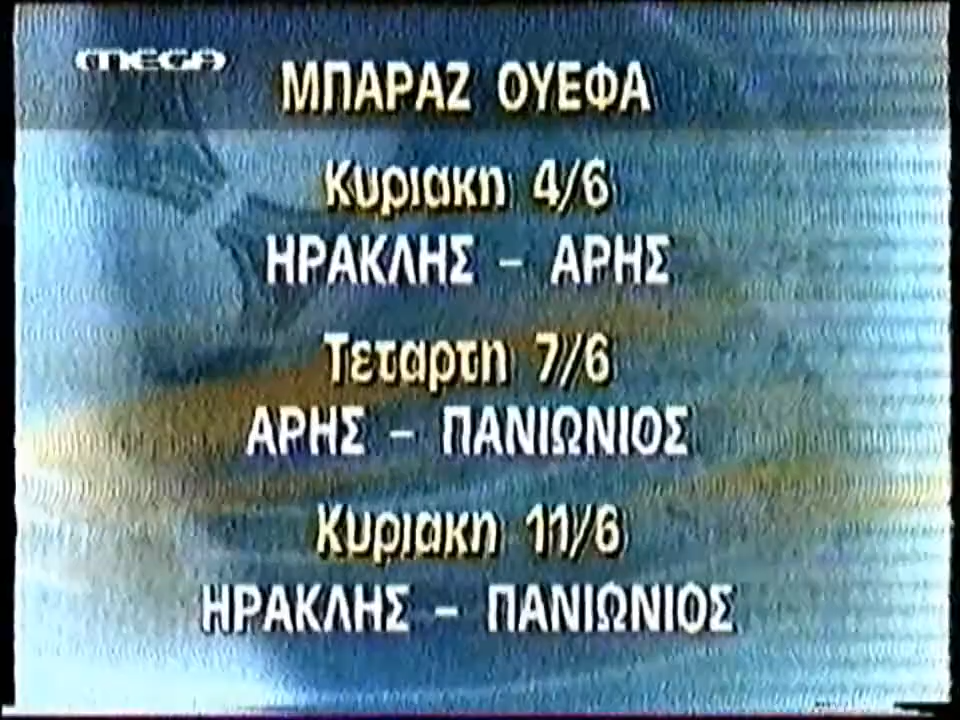 MEGA
ΜΠΑΡΑΖ ΟΥΕΦΑ
Κυριακη 4/6
ΗΡΑΚΛΗΣ - ΑΡΗΣ
Τεταρτη 7/6
ΑΡΗΣ - ΠΑΝΙΩΝΙΟΣ
Κυριακη 11/6
ΗΡΑΚΛΗΣ - ΠΑΝΙΩΝΙΟΣ